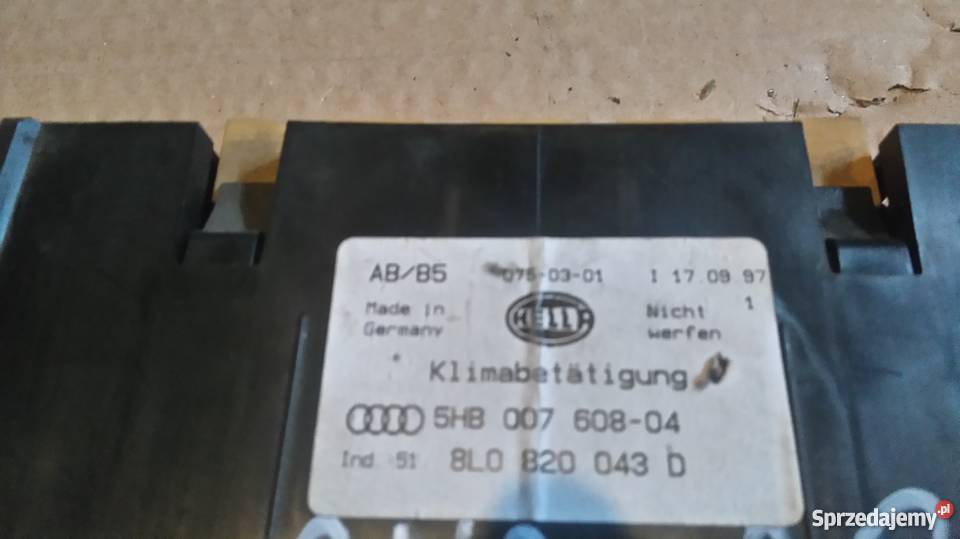 AB/B5 075-03-01 I 17.09.97
Made in Germany
HELLA
Nicht werfen
1
Klimabetätigung
5HB 007 608-04
Ind 51 8L0 820 043 D
Sprzedajemy.pl